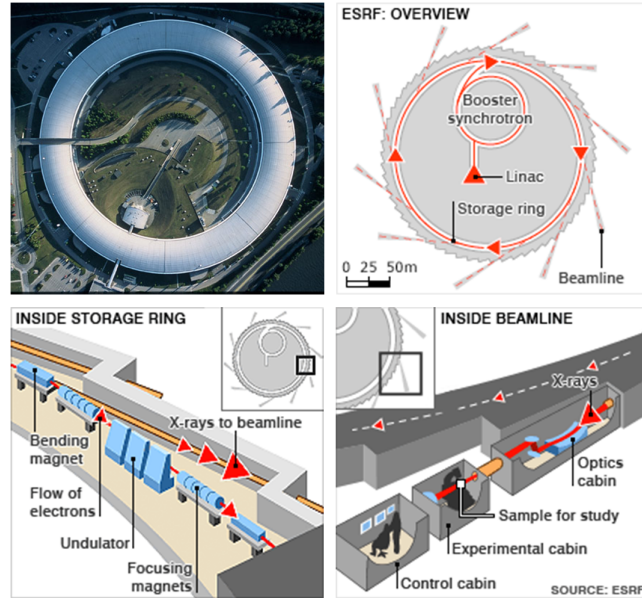 ESRF: OVERVIEW
Booster
synchrotron
Linac
Storage ring
0 25 50m
Beamline
INSIDE STORAGE RING
Bending
magnet
X-rays to beamline
Flow of
electrons
Undulator
Focusing
magnets
INSIDE BEAMLINE
X-rays
Optics
cabin
Sample for study
Experimental cabin
Control cabin
SOURCE: ESRF